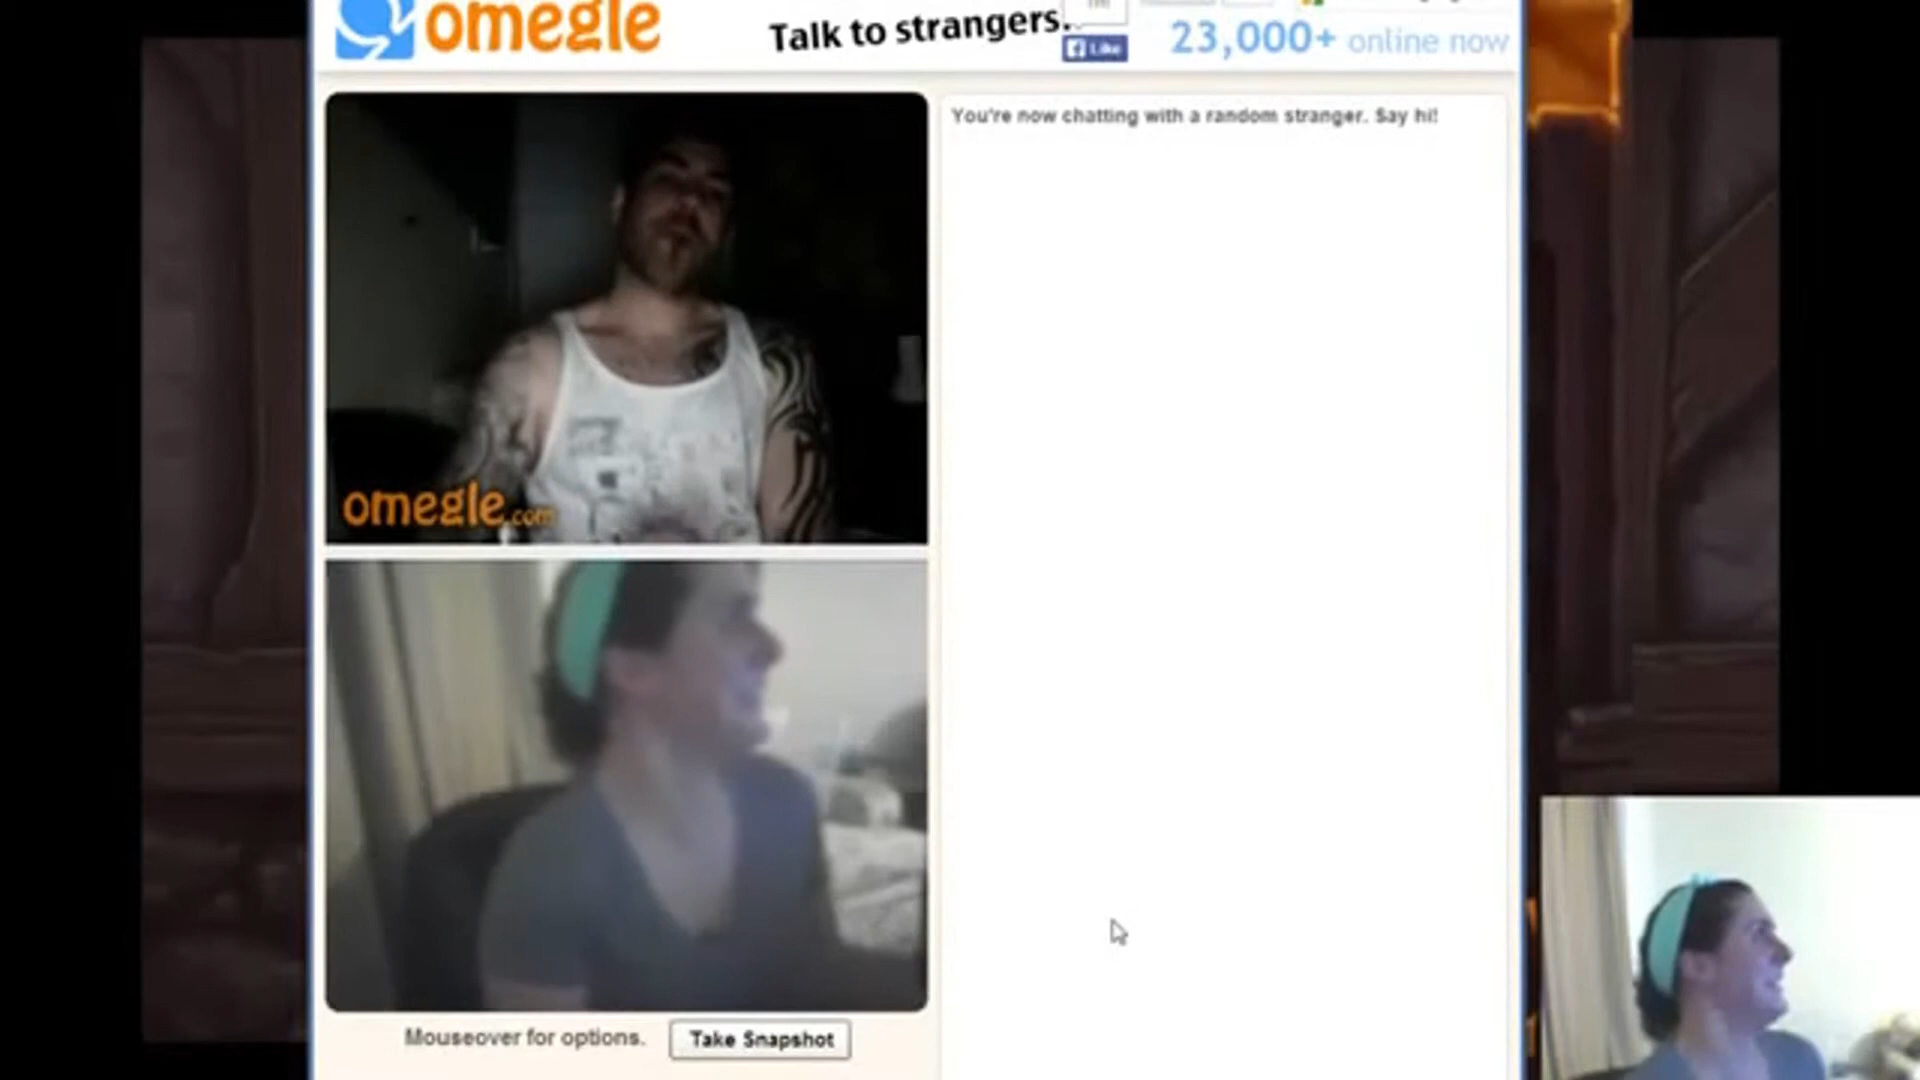 omegle
Talk to strangers.
Like
23,000+ online now
You're now chatting with a random stranger. Say hi!
omegle.com
Mouseover for options.
Take Snapshot